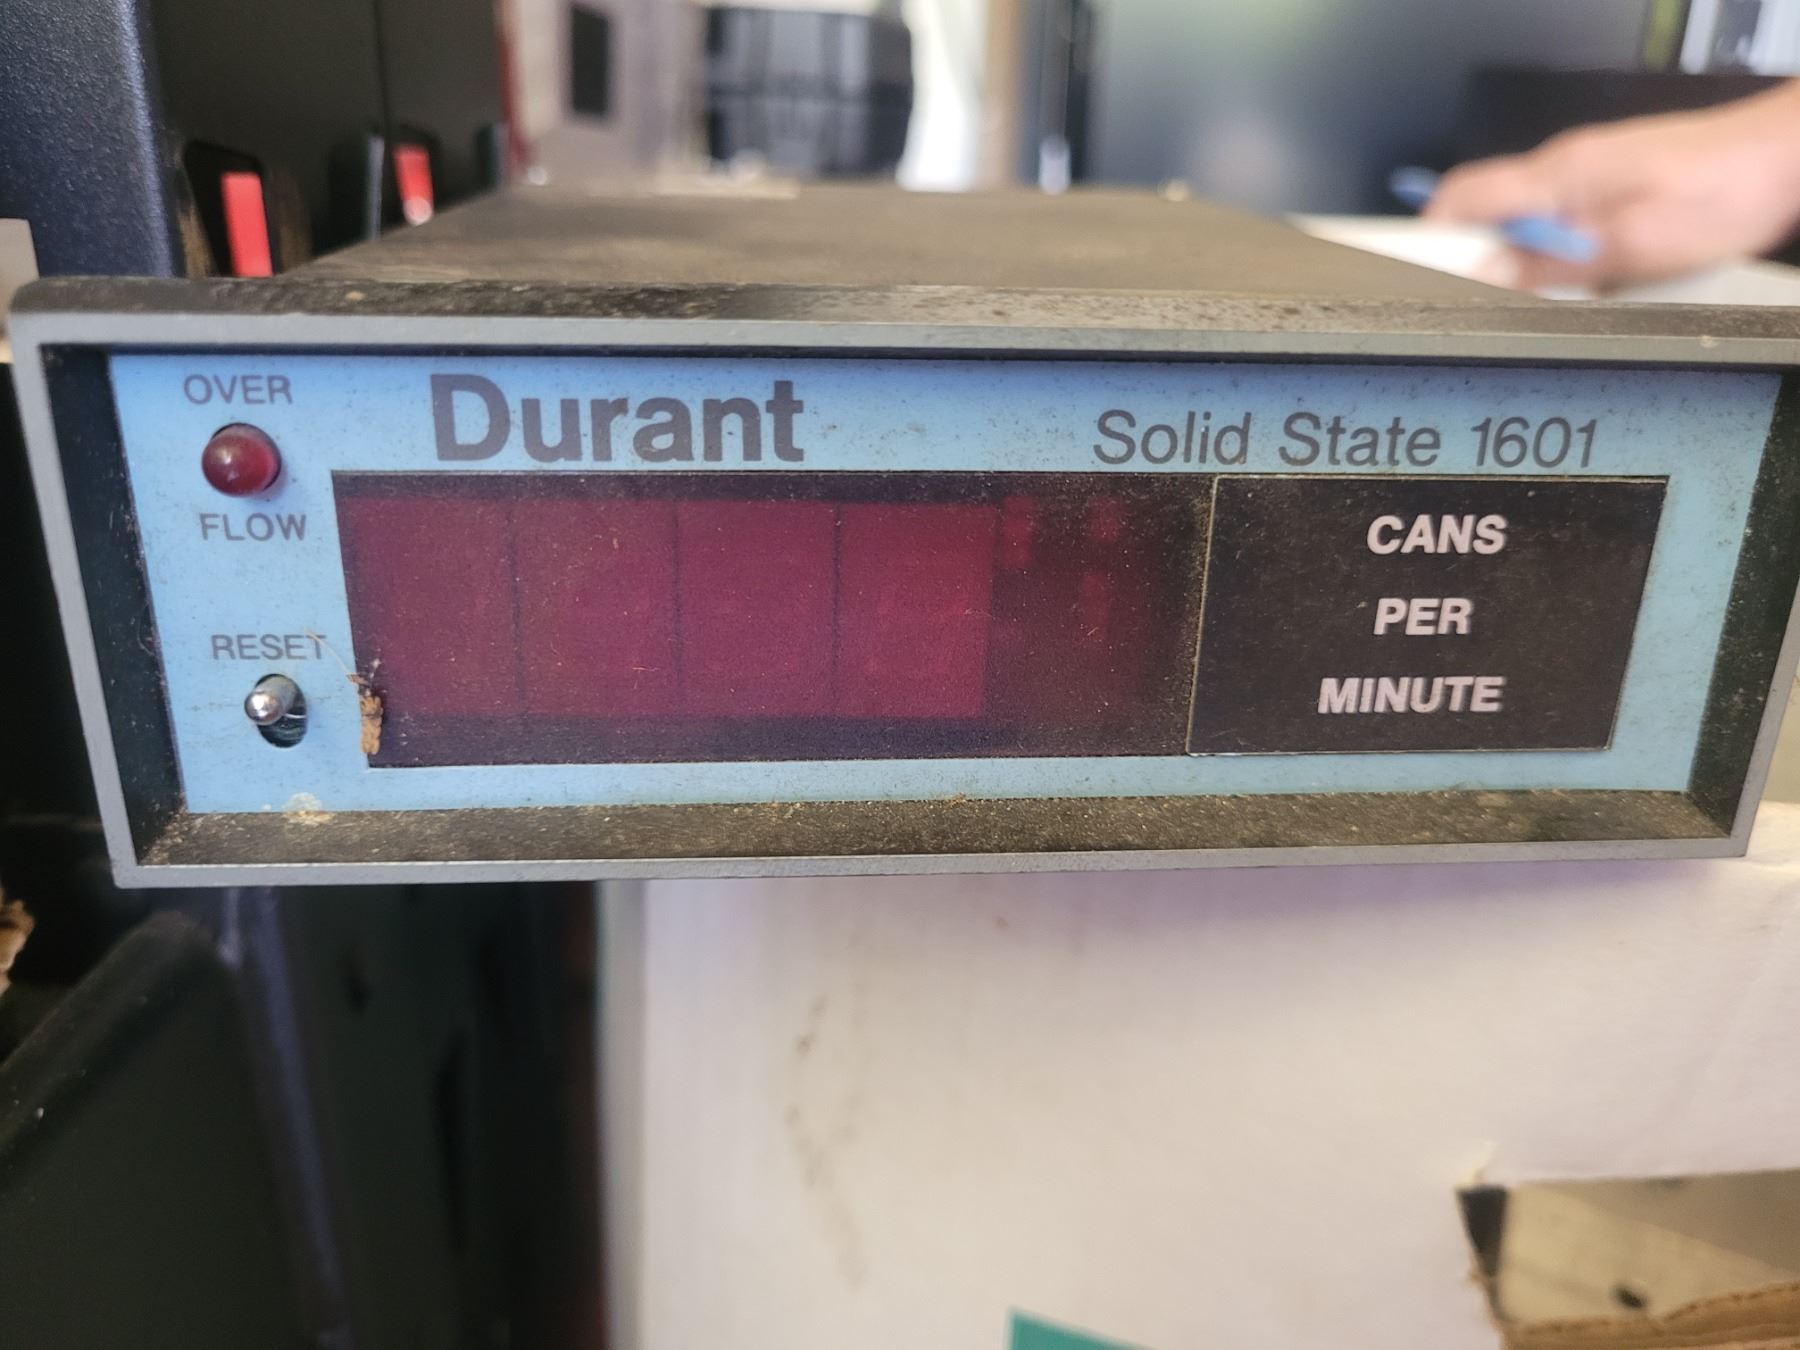 OVER
FLOW
Durant
Solid State 1601
RESET
CANS
PER
MINUTE